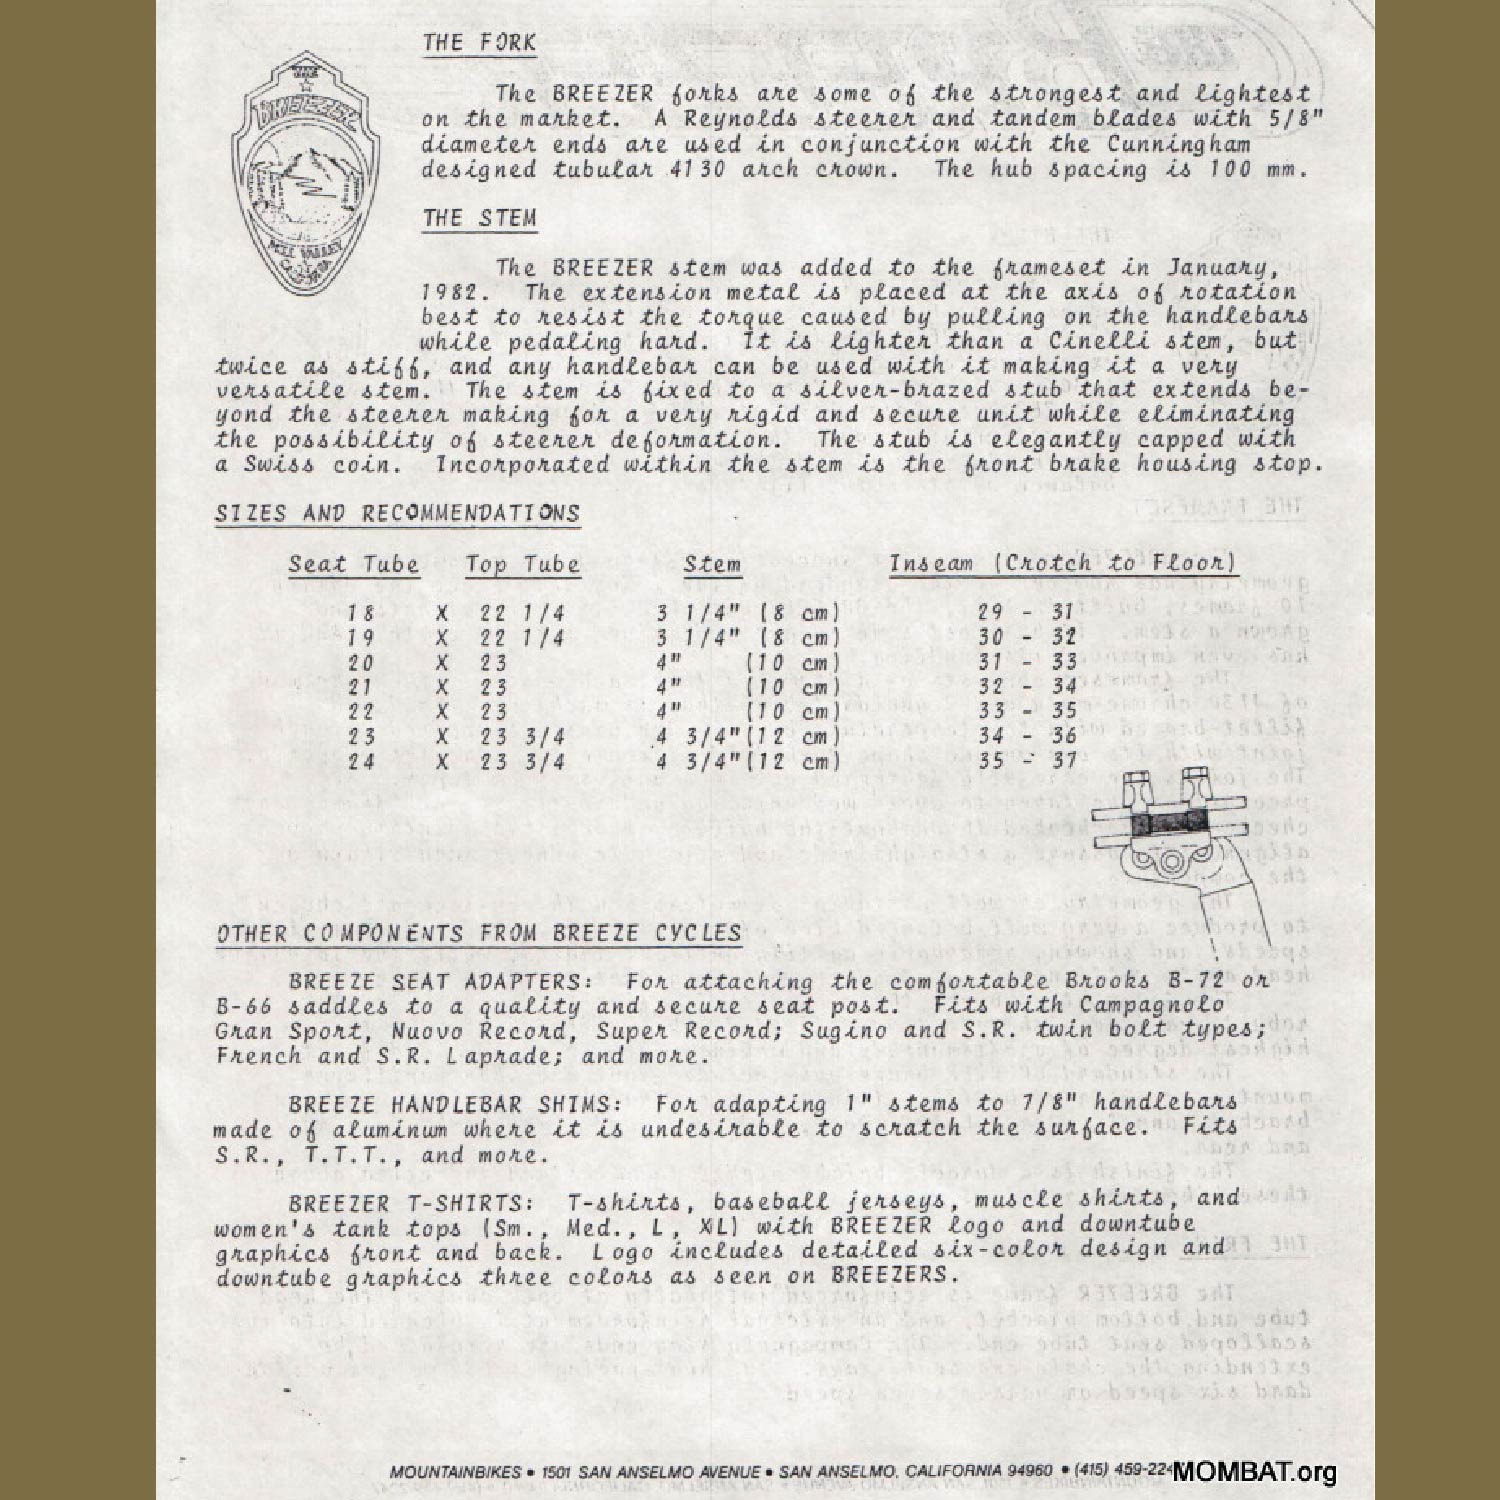 THE FORK
The BREEZER forks are some of the strongest and lightest
on the market. A Reynolds steerer and tandem blades with 5/8"
diameter ends are used in conjunction with the Cunningham
designed tubular 4130 arch crown. The hub spacing is 100 mm.
BREEZER
MILL VALLEY
CALIFORNIA
THE STEM
The BREEZER stem was added to the frameset in January,
1982. The extension metal is placed at the axis of rotation
best to resist the torque caused by pulling on the handlebars
while pedaling hard. It is lighter than a Cinelli stem, but
twice as stiff, and any handlebar can be used with it making it a very
versatile stem. The stem is fixed to a silver-brazed stub that extends be-
yond the steerer making for a very rigid and secure unit while eliminating
the possibility of steerer deformation. The stub is elegantly capped with
a Swiss coin. Incorporated within the stem is the front brake housing stop.
SIZES AND RECOMMENDATIONS
Seat Tube Top Tube Stem Inseam (Crotch to Floor)
18 X 22 1/4 3 1/4" (8 cm) 29 - 31
19 X 22 1/4 3 1/4" (8 cm) 30 - 32
20 X 23 4" (10 cm) 31 - 33
21 X 23 4" (10 cm) 32 - 34
22 X 23 4" (10 cm) 33 - 35
23 X 23 3/4 4 3/4"(12 cm) 34 - 36
24 X 23 3/4 4 3/4"(12 cm) 35 - 37
OTHER COMPONENTS FROM BREEZE CYCLES
BREEZE SEAT ADAPTERS: For attaching the comfortable Brooks B-72 or
B-66 saddles to a quality and secure seat post. Fits with Campagnolo
Gran Sport, Nuovo Record, Super Record; Sugino and S.R. twin bolt types;
French and S.R. Laprade; and more.
BREEZE HANDLEBAR SHIMS: For adapting 1" stems to 7/8" handlebars
made of aluminum where it is undesirable to scratch the surface. Fits
S.R., T.T.T., and more.
BREEZER T-SHIRTS: T-shirts, baseball jerseys, muscle shirts, and
women's tank tops (Sm., Med., L, XL) with BREEZER logo and downtube
graphics front and back. Logo includes detailed six-color design and
downtube graphics three colors as seen on BREEZERS.
MOUNTAINBIKES • 1501 SAN ANSELMO AVENUE • SAN ANSELMO, CALIFORNIA 94960 • (415) 459-224
MOMBAT.org